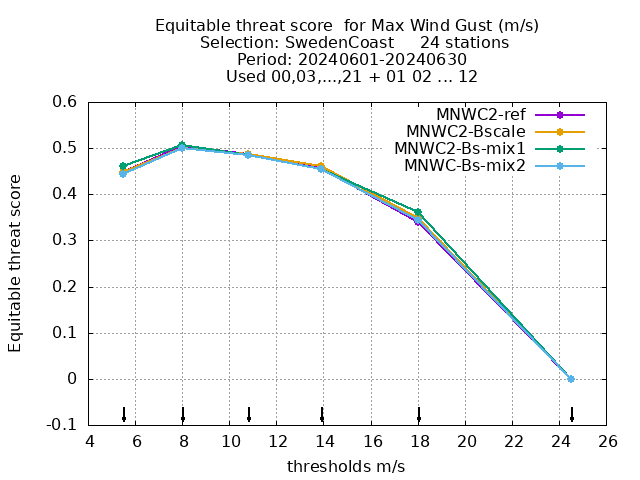 Equitable threat score  for Max Wind Gust (m/s)
Selection: SwedenCoast     24 stations
Period: 20240601-20240630
Used 00,03,...,21 + 01 02 ... 12
MNWC2-ref
MNWC2-Bscale
MNWC2-Bs-mix1
MNWC-Bs-mix2
Equitable threat score
0.6
0.5
0.4
0.3
0.2
0.1
0
-0.1
4 6 8 10 12 14 16 18 20 22 24 26
thresholds m/s